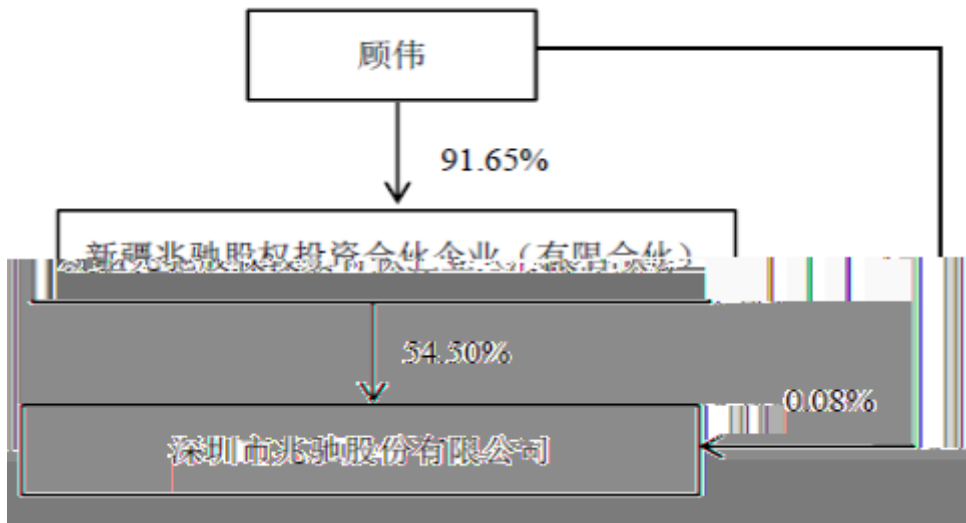 顾伟
91.65%
新疆兆驰股权投资合伙企业（有限合伙）
54.50%
0.08%
深圳市兆驰股份有限公司